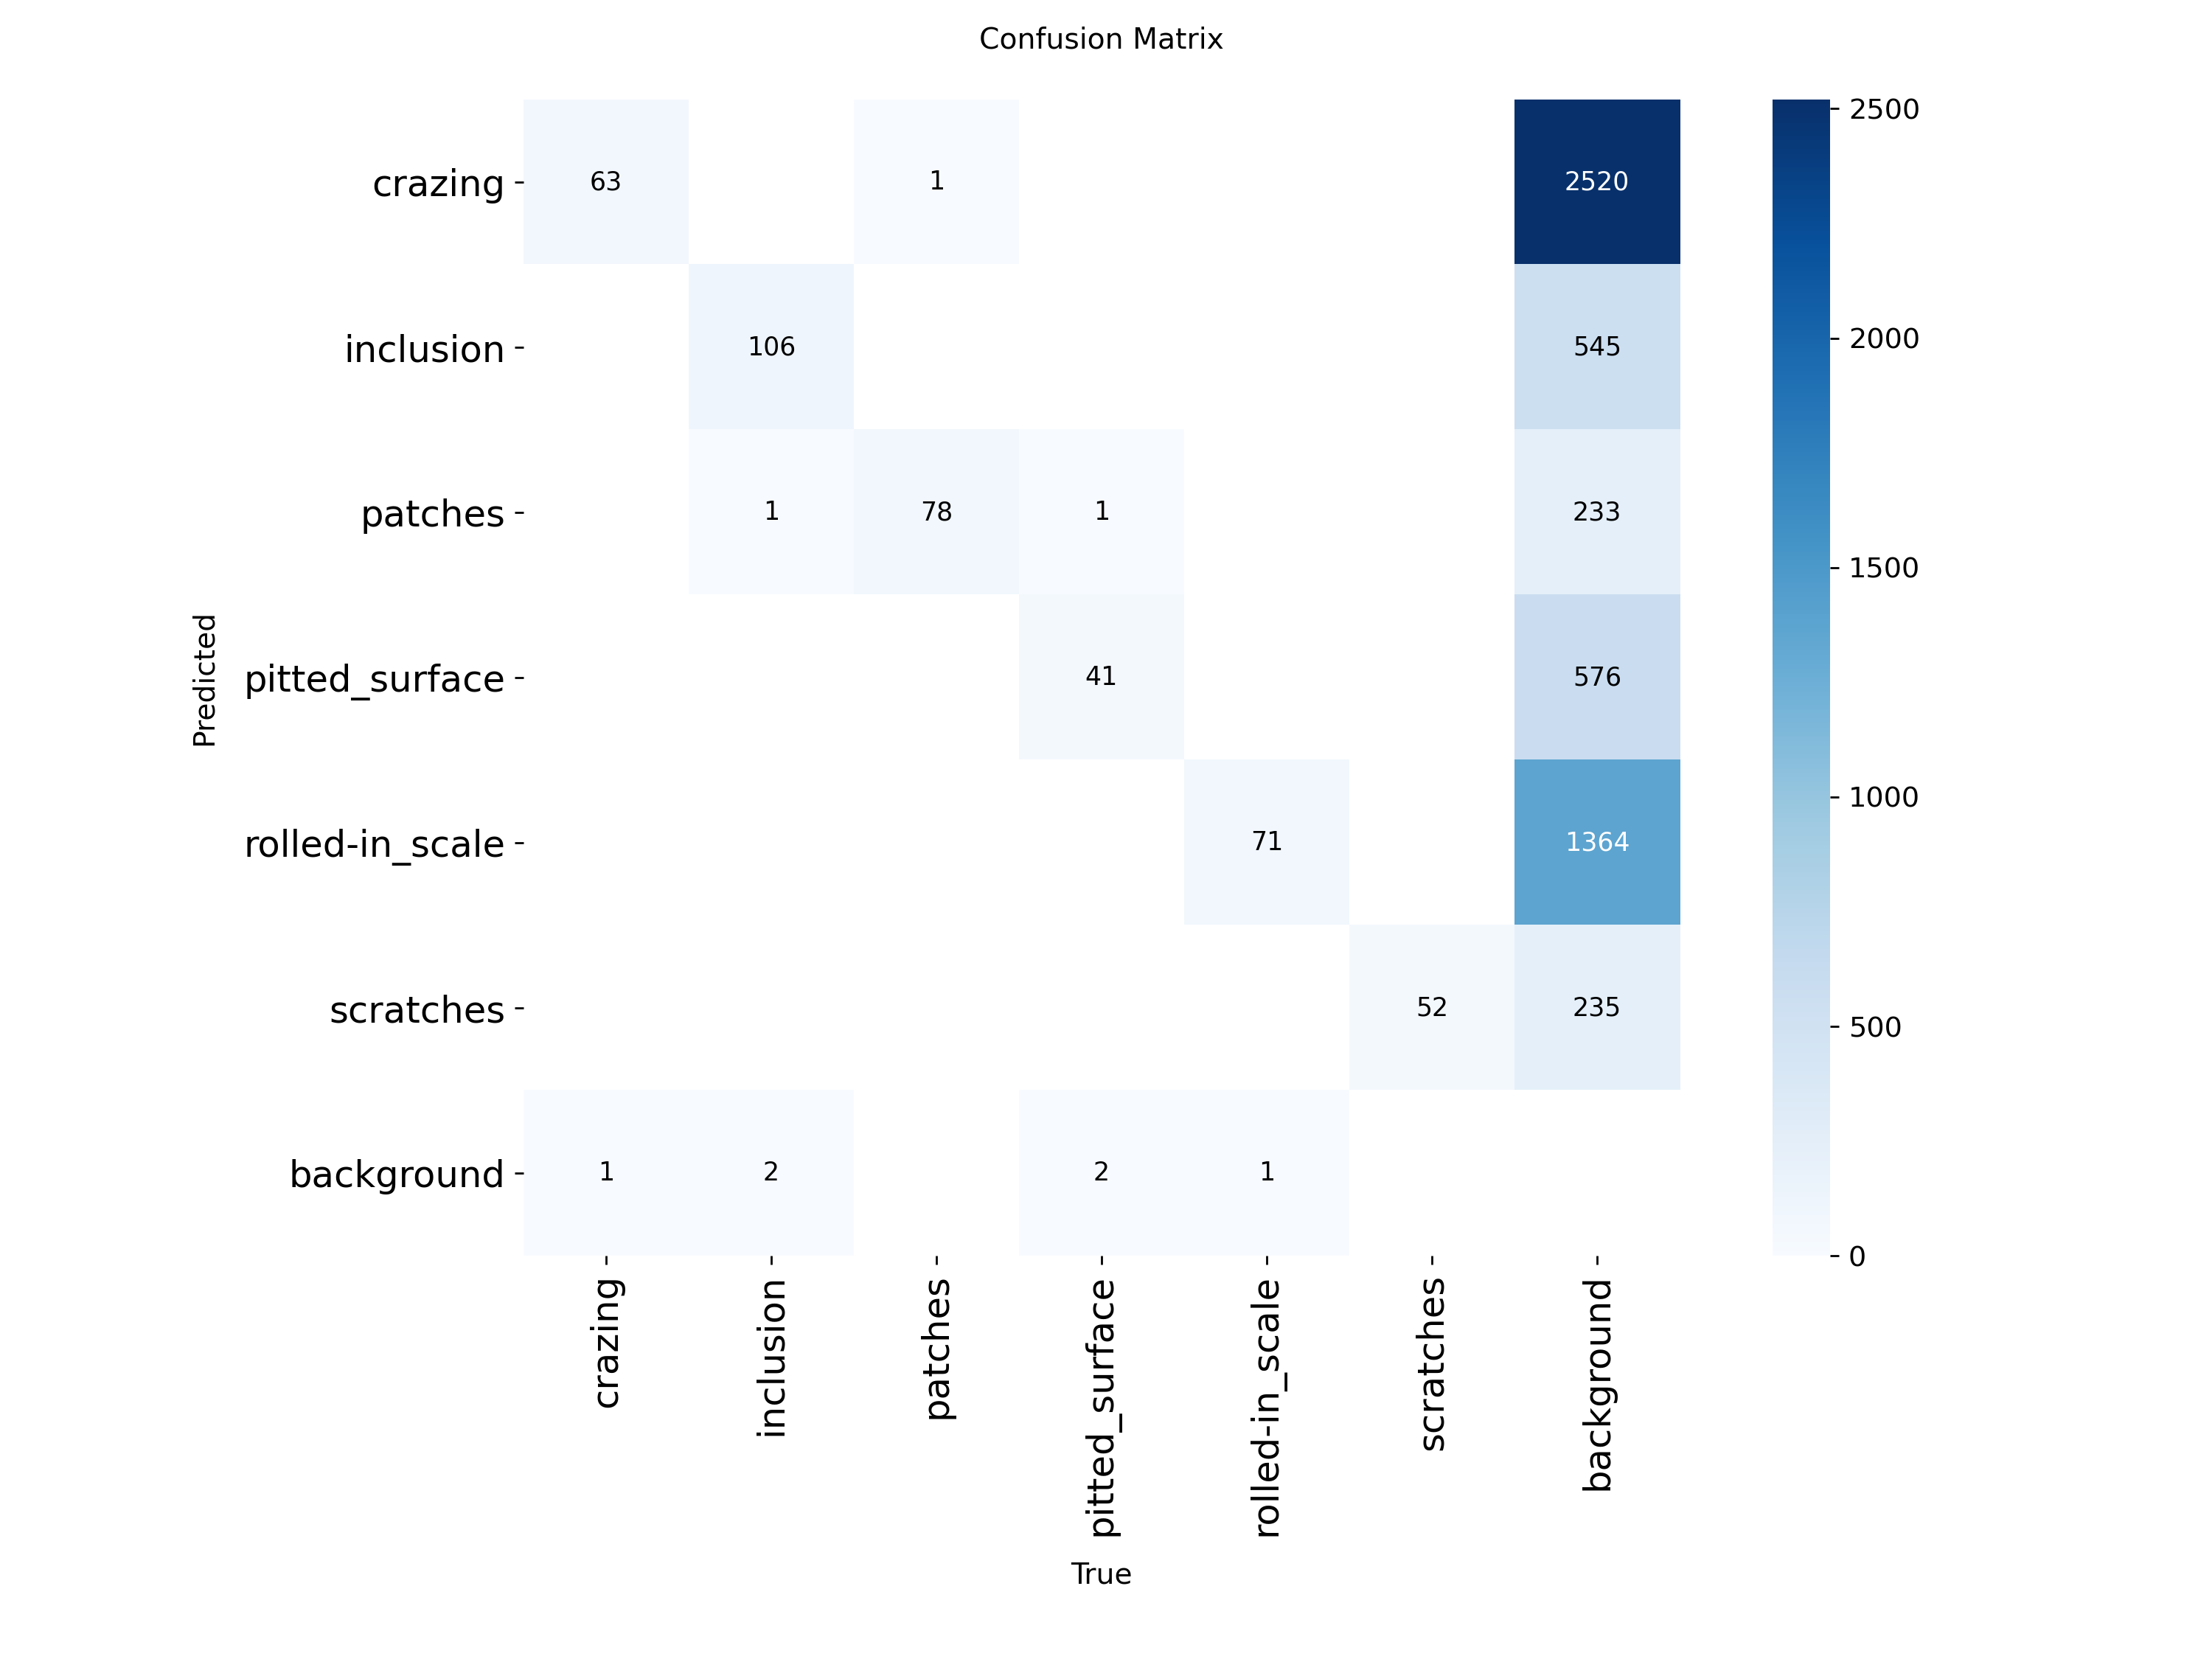 Confusion Matrix
crazing
63
1
2520
2500
inclusion
106
545
2000
patches
1
78
1
233
1500
Predicted
pitted_surface
41
576
1000
rolled-in_scale
71
1364
scratches
52
235
500
background
1
2
2
1
0
crazing
inclusion
patches
pitted_surface
rolled-in_scale
scratches
background
True